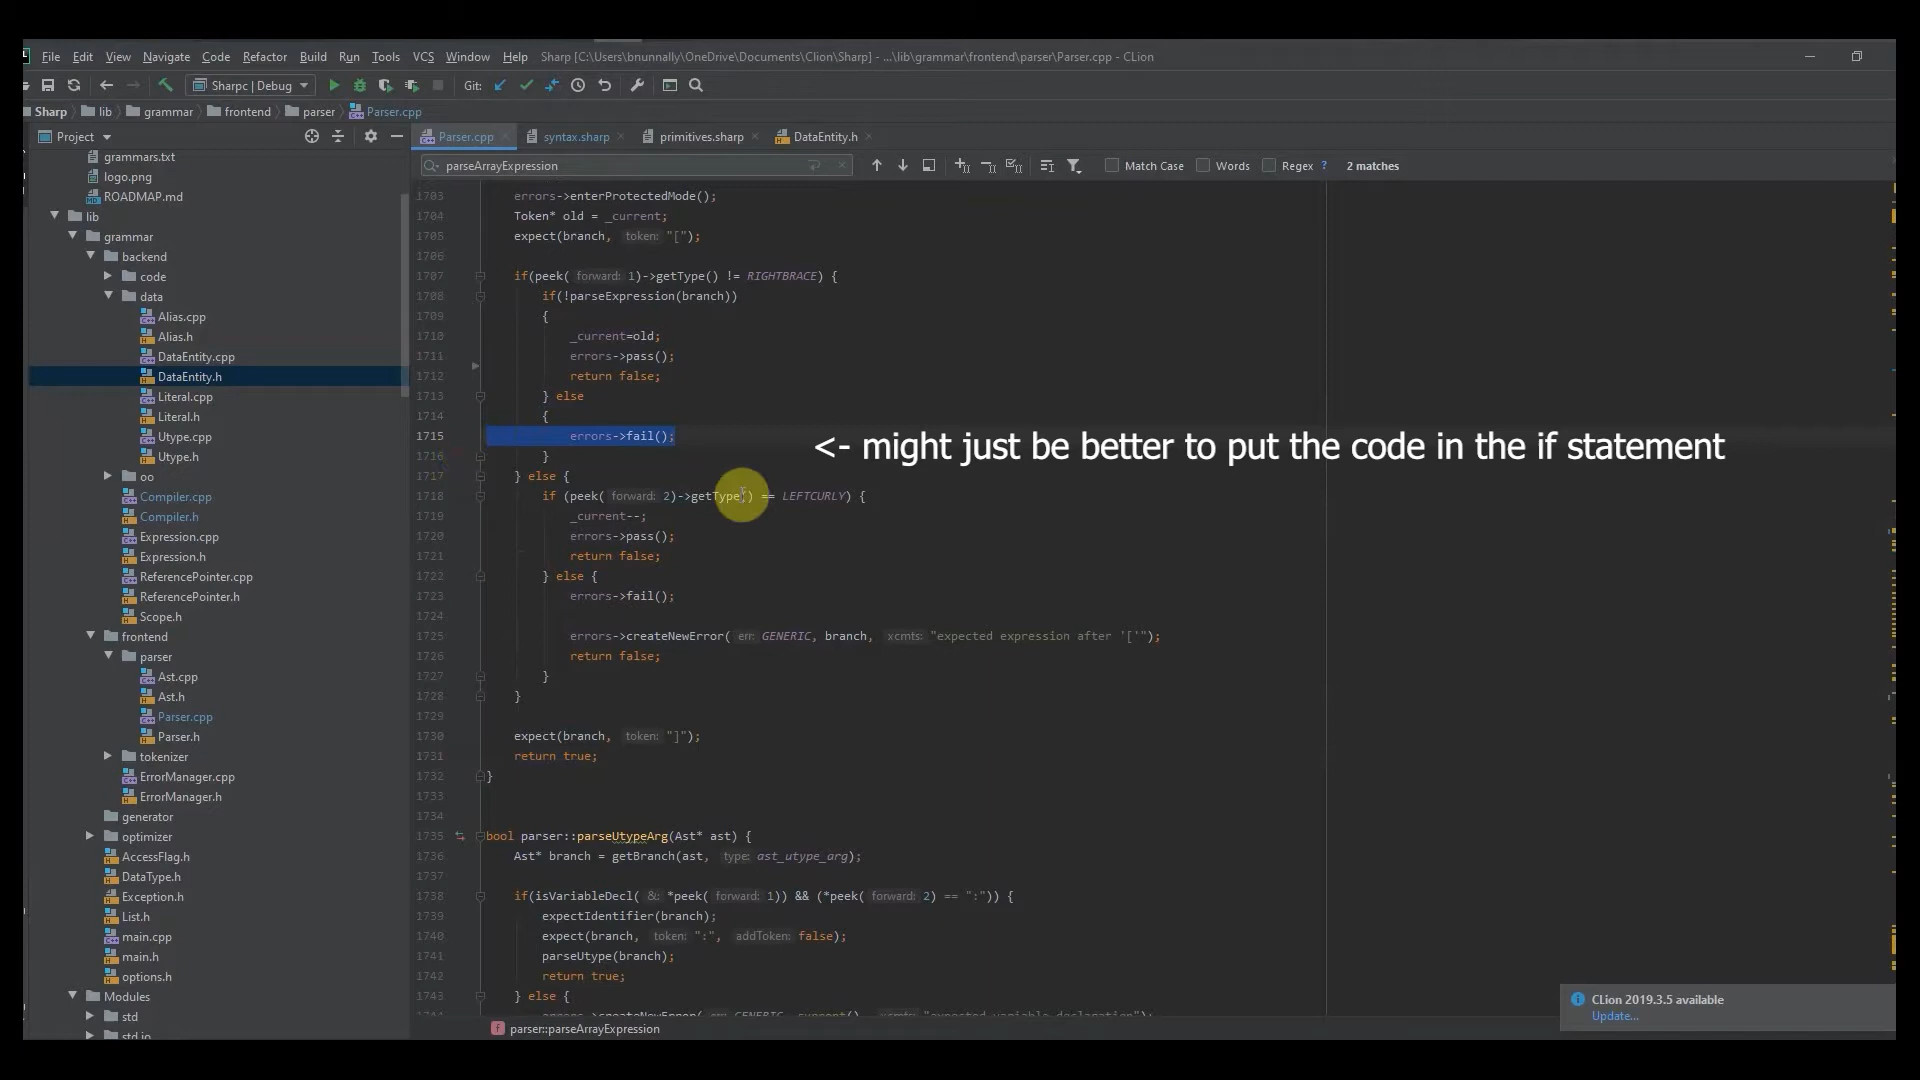 File Edit View Navigate Code Refactor Build Run Tools VCS Window Help Sharp [C:\Users\bnunnally\OneDrive\Documents\Clion\Sharp] - ...\lib\grammar\frontend\parser\Parser.cpp - CLion
Sharpc | Debug Git:
Sharp lib grammar frontend parser Parser.cpp
Project
Parser.cpp syntax.sharp primitives.sharp DataEntity.h
parseArrayExpression Match Case Words Regex ? 2 matches
grammars.txt
logo.png
ROADMAP.md
lib
grammar
backend
code
data
Alias.cpp
Alias.h
DataEntity.cpp
DataEntity.h
Literal.cpp
Literal.h
Utype.cpp
Utype.h
oo
Compiler.cpp
Compiler.h
Expression.cpp
Expression.h
ReferencePointer.cpp
ReferencePointer.h
Scope.h
frontend
parser
Ast.cpp
Ast.h
Parser.cpp
Parser.h
tokenizer
ErrorManager.cpp
ErrorManager.h
generator
optimizer
AccessFlag.h
DataType.h
Exception.h
List.h
main.cpp
main.h
options.h
Modules
std
std.io
1703 errors->enterProtectedMode();
1704 Token* old = _current;
1705 expect(branch, token: "[");
1706
1707 if(peek( forward: 1)->getType() != RIGHTBRACE) {
1708 if(!parseExpression(branch))
1709 {
1710 _current=old;
1711 errors->pass();
1712 return false;
1713 } else
1714 {
1715 errors->fail();
1716 }
1717 } else {
1718 if (peek( forward: 2)->getType() == LEFTCURLY) {
1719 _current--;
1720 errors->pass();
1721 return false;
1722 } else {
1723 errors->fail();
1724
1725 errors->createNewError( err: GENERIC, branch, xcmts: "expected expression after '['");
1726 return false;
1727 }
1728 }
1729
1730 expect(branch, token: "]");
1731 return true;
1732 }
1733
1734
1735 bool parser::parseUtypeArg(Ast* ast) {
1736 Ast* branch = getBranch(ast, type: ast_utype_arg);
1737
1738 if(isVariableDecl( &: *peek( forward: 1)) && (*peek( forward: 2) == ":")) {
1739 expectIdentifier(branch);
1740 expect(branch, token: ":", addToken: false);
1741 parseUtype(branch);
1742 return true;
1743 } else {
<- might just be better to put the code in the if statement
parser::parseArrayExpression
CLion 2019.3.5 available
Update...